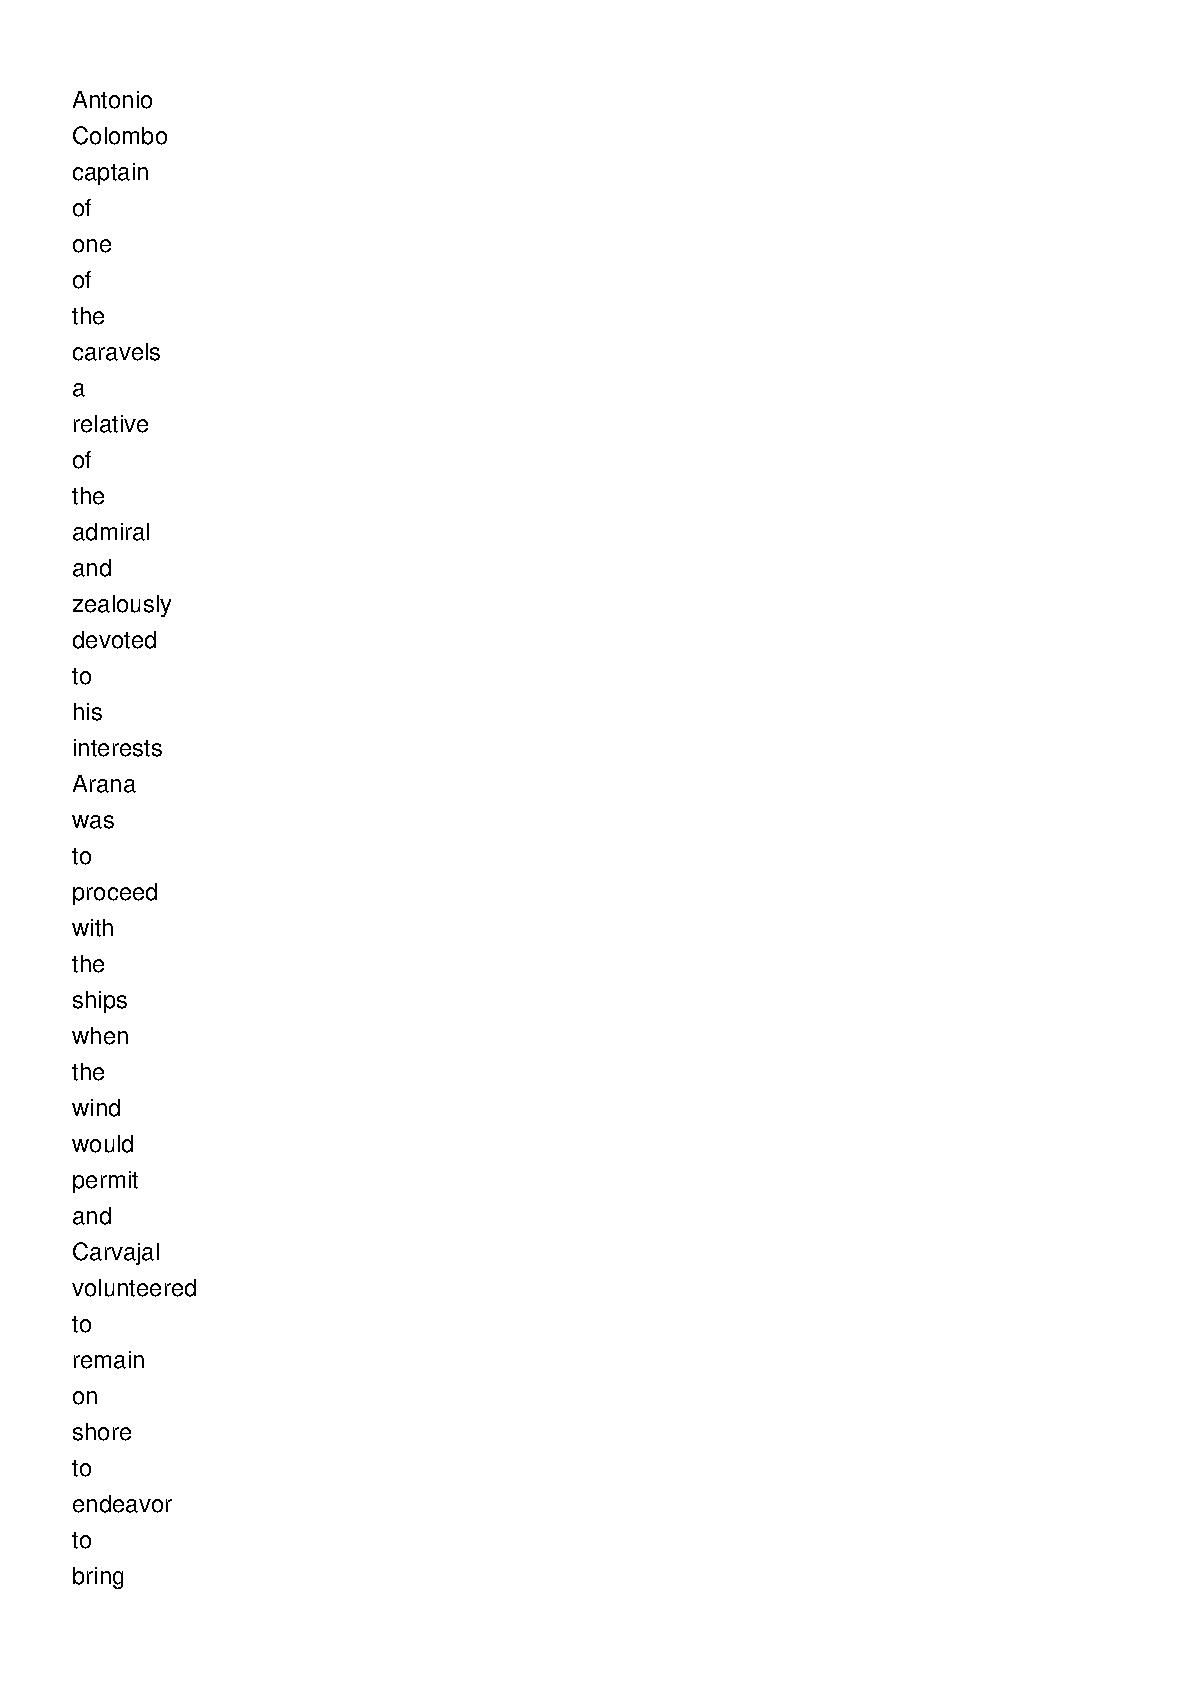 Antonio
Colombo
captain
of
one
of
the
caravels
a
relative
of
the
admiral
and
zealously
devoted
to
his
interests
Arana
was
to
proceed
with
the
ships
when
the
wind
would
permit
and
Carvajal
volunteered
to
remain
on
shore
to
endeavor
to
bring